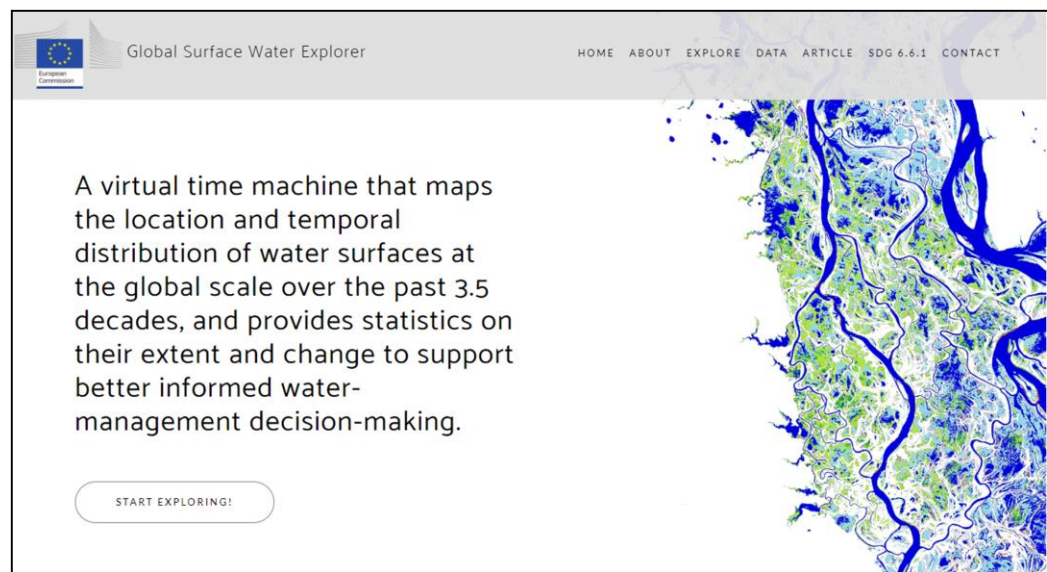 European
Commission
Global Surface Water Explorer
HOME ABOUT EXPLORE DATA ARTICLE SDG 6.6.1 CONTACT
A virtual time machine that maps
the location and temporal
distribution of water surfaces at
the global scale over the past 3.5
decades, and provides statistics on
their extent and change to support
better informed water-
management decision-making.
START EXPLORING!